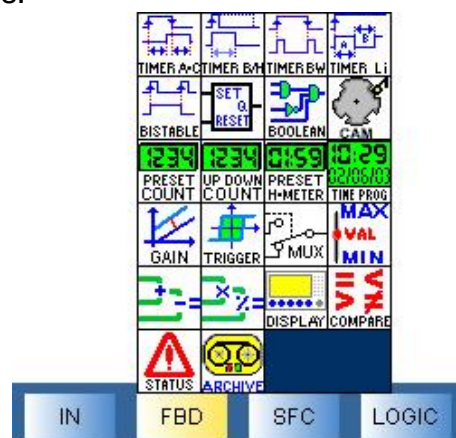 TIMER A•C TIMER B/H TIMER BW TIMER Li
A B
SET
Q
RESET
BISTABLE BOOLEAN CAM
1234 1234 01:59 10:29
02/06/03
PRESET UP DOWN PRESET
COUNT COUNT H•METER TIME PROG
MAX
VAL
GAIN TRIGGER MUX MIN
+ - = × ⁒ = = < > ≠
DISPLAY COMPARE
STATUS ARCHIVE
IN FBD SFC LOGIC